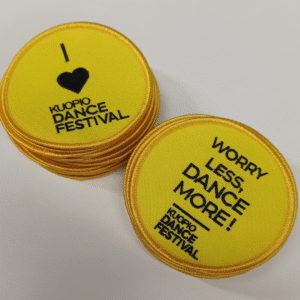 I
KUOPIO
DANCE
FESTIVAL
WORRY
LESS,
DANCE
MORE!
KUOPIO
DANCE
FESTIVAL